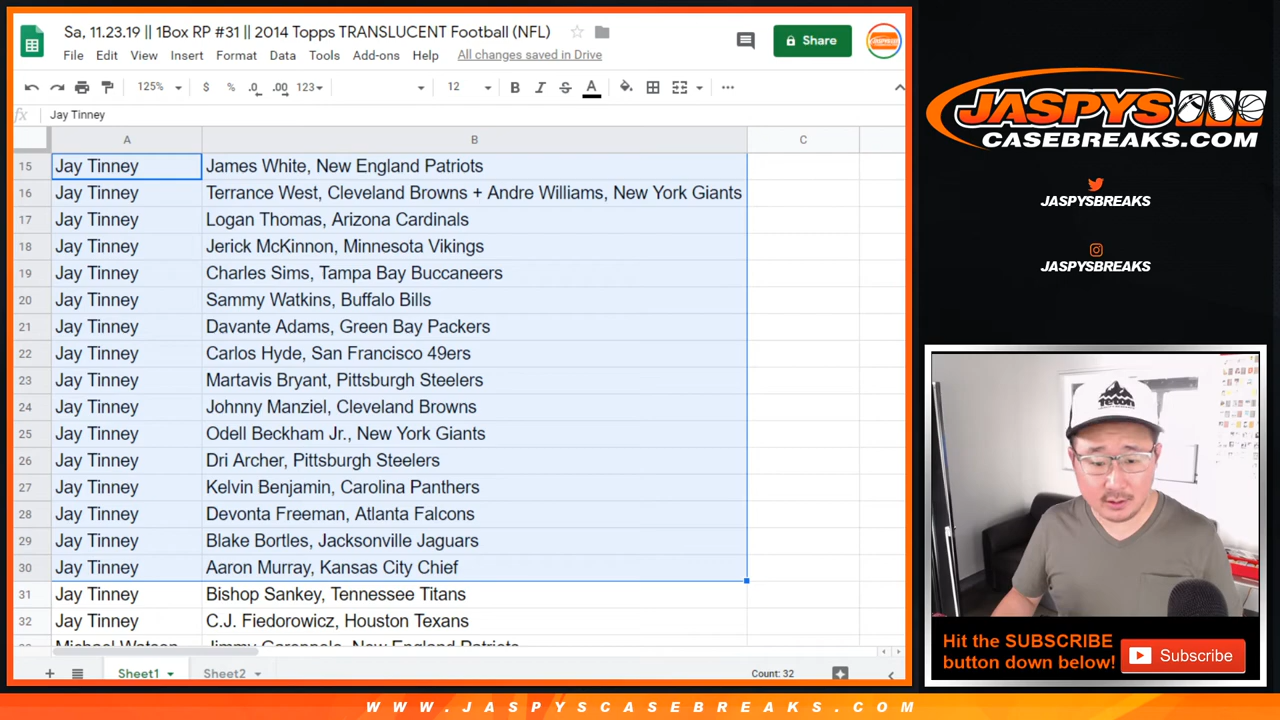 Sa, 11.23.19 || 1Box RP #31 || 2014 Topps TRANSLUCENT Football (NFL)
File Edit View Insert Format Data Tools Add-ons Help All changes saved in Drive
Share
125% $ % .0 .00 123 12 B I S A
fx Jay Tinney
A B C
15 Jay Tinney James White, New England Patriots
16 Jay Tinney Terrance West, Cleveland Browns + Andre Williams, New York Giants
17 Jay Tinney Logan Thomas, Arizona Cardinals
18 Jay Tinney Jerick McKinnon, Minnesota Vikings
19 Jay Tinney Charles Sims, Tampa Bay Buccaneers
20 Jay Tinney Sammy Watkins, Buffalo Bills
21 Jay Tinney Davante Adams, Green Bay Packers
22 Jay Tinney Carlos Hyde, San Francisco 49ers
23 Jay Tinney Martavis Bryant, Pittsburgh Steelers
24 Jay Tinney Johnny Manziel, Cleveland Browns
25 Jay Tinney Odell Beckham Jr., New York Giants
26 Jay Tinney Dri Archer, Pittsburgh Steelers
27 Jay Tinney Kelvin Benjamin, Carolina Panthers
28 Jay Tinney Devonta Freeman, Atlanta Falcons
29 Jay Tinney Blake Bortles, Jacksonville Jaguars
30 Jay Tinney Aaron Murray, Kansas City Chief
31 Jay Tinney Bishop Sankey, Tennessee Titans
32 Jay Tinney C.J. Fiedorowicz, Houston Texans
Michael Watson Jimmy Garoppolo, New England Patriots
Sheet1 Sheet2 Count: 32
JASPYS
CASEBREAKS.COM
JASPYSBREAKS
JASPYSBREAKS
Teton
Hit the SUBSCRIBE
button down below!
Subscribe
WWW.JASPYSCASEBREAKS.COM